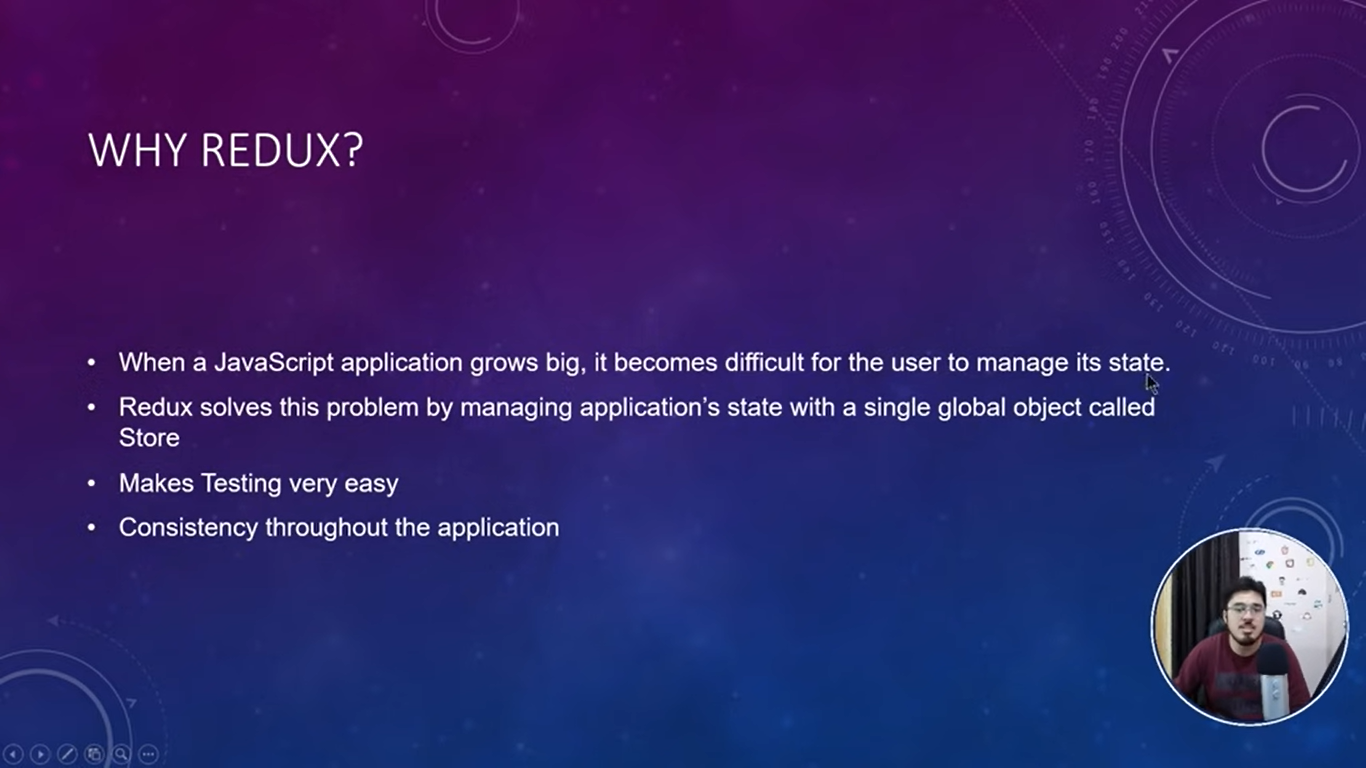 WHY REDUX?
• When a JavaScript application grows big, it becomes difficult for the user to manage its state.
• Redux solves this problem by managing application’s state with a single global object called
Store
• Makes Testing very easy
• Consistency throughout the application